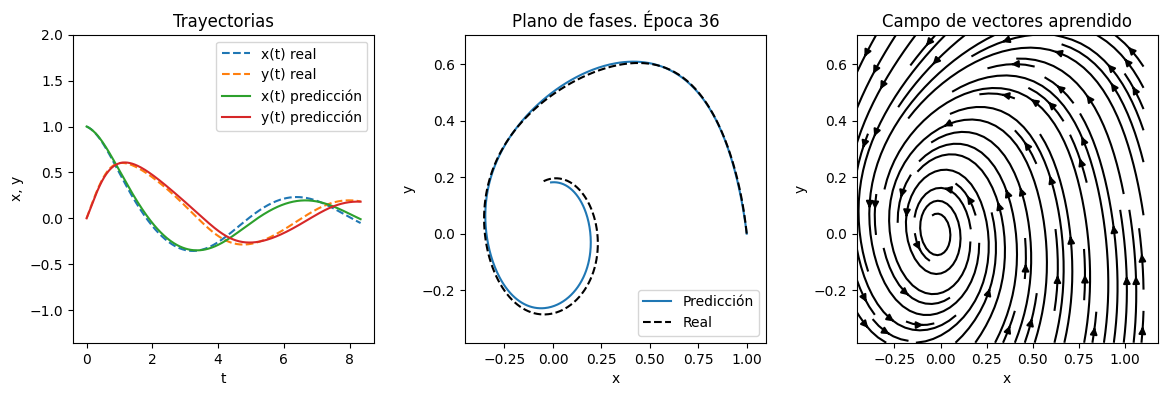 Trayectorias
2.0
1.5
1.0
0.5
0.0
−0.5
−1.0
x, y
0 2 4 6 8
t
x(t) real
y(t) real
x(t) predicción
y(t) predicción
Plano de fases. Época 36
0.6
0.4
0.2
0.0
−0.2
y
−0.25 0.00 0.25 0.50 0.75 1.00
x
Predicción
Real
Campo de vectores aprendido
0.6
0.4
0.2
0.0
−0.2
y
−0.25 0.00 0.25 0.50 0.75 1.00
x